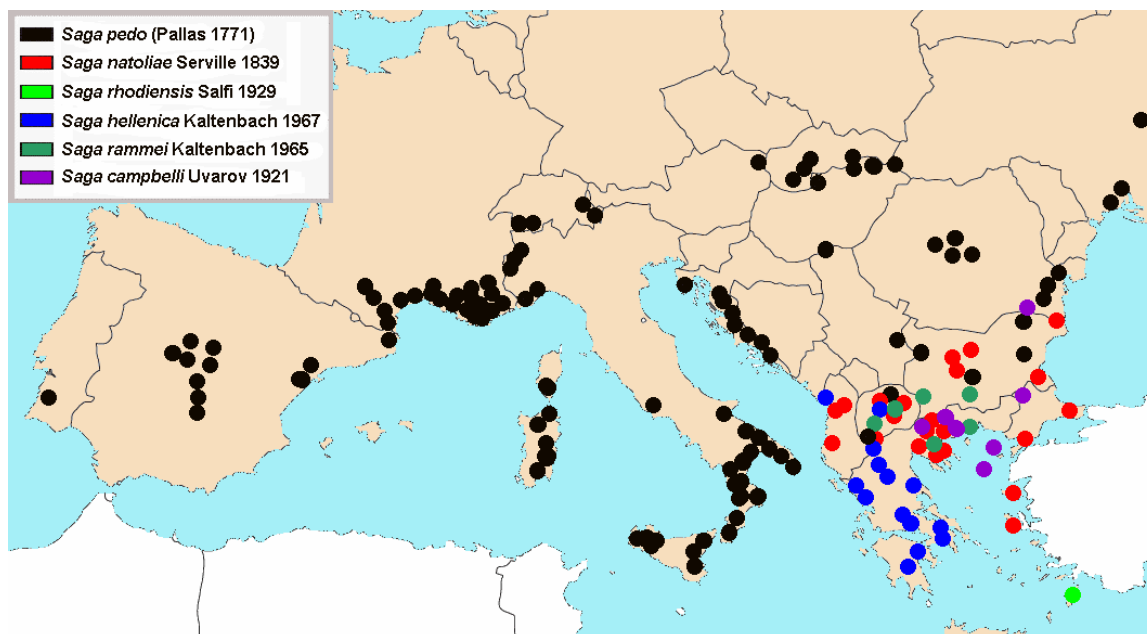 Saga pedo (Pallas 1771)
Saga natoliae Serville 1839
Saga rhodiensis Salfi 1929
Saga hellenica Kaltenbach 1967
Saga rammei Kaltenbach 1965
Saga campbelli Uvarov 1921